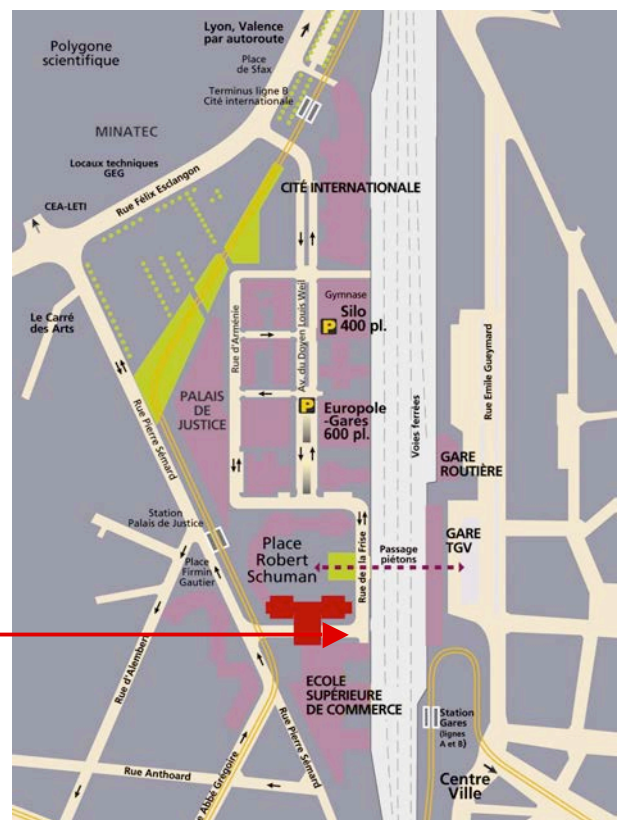 Lyon, Valence
par autoroute
Polygone
scientifique
Place
de Sfax
Terminus ligne B
Cité internationale
MINATEC
Locaux techniques
GEG
Rue Félix Esclangon
CEA-LETI
CITÉ INTERNATIONALE
Gymnase
P Silo
400 pl.
Le Carré
des Arts
Rue d'Arménie
Av. du Doyen Louis Weil
Voies ferrées
Rue Emile Gueymard
PALAIS
DE
JUSTICE
P Europole
-Gares
600 pl.
Rue Pierre Sémard
GARE
ROUTIÈRE
Station
Palais de Justice
GARE
TGV
Place
Robert
Schuman
Rue de la Frise
Passage
piétons
Place
Firmin
Gautier
Rue d'Alembert
ECOLE
SUPÉRIEURE
DE COMMERCE
Rue Pierre Sémard
Station
Gares
(lignes
A et B)
Rue Anthoard
Rue Abbé Grégoire
Centre
Ville